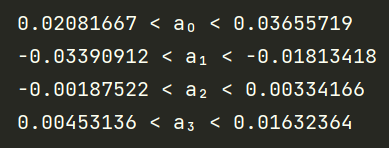 0.02081667 < a₀ < 0.03655719
-0.03390912 < a₁ < -0.01813418
-0.00187522 < a₂ < 0.00334166
0.00453136 < a₃ < 0.01632364